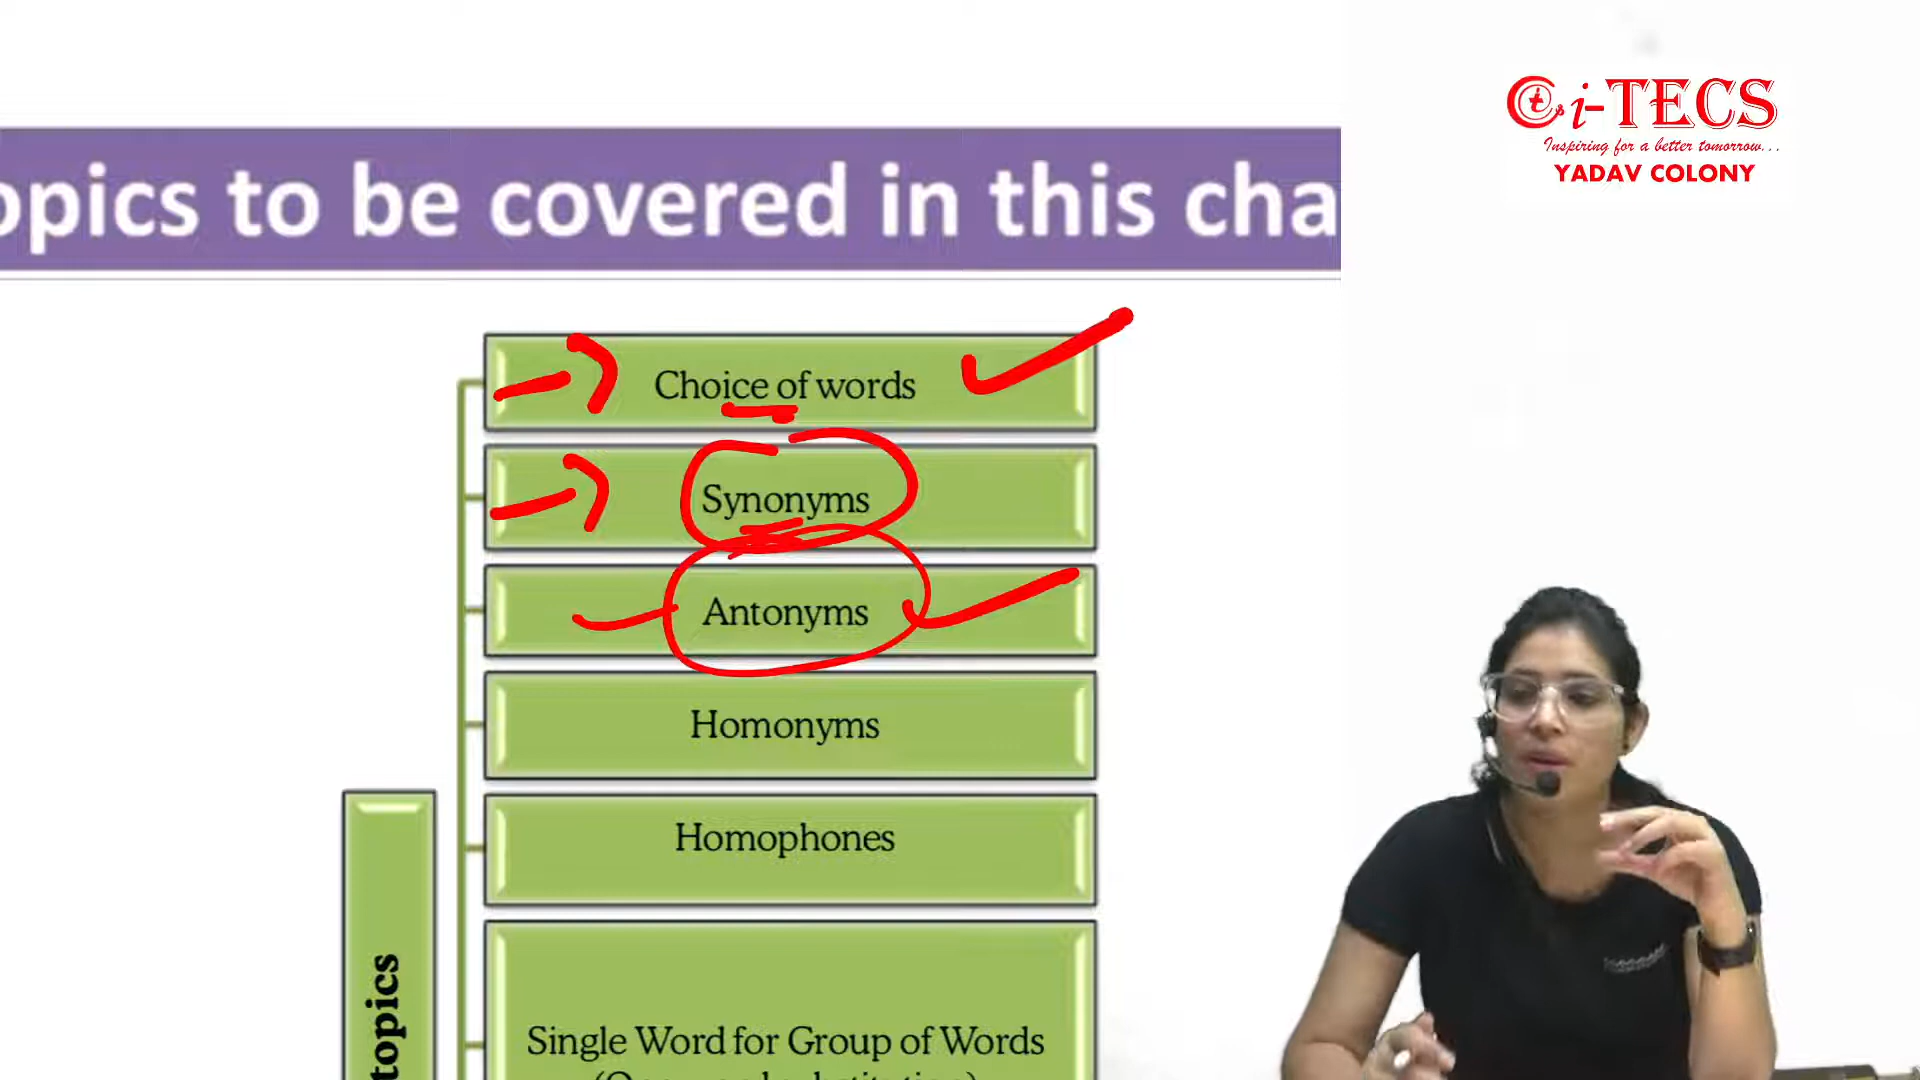 i-TECS
Inspiring for a better tomorrow...
YADAV COLONY
opics to be covered in this cha
Choice of words
Synonyms
Antonyms
Homonyms
Homophones
Single Word for Group of Words
topics